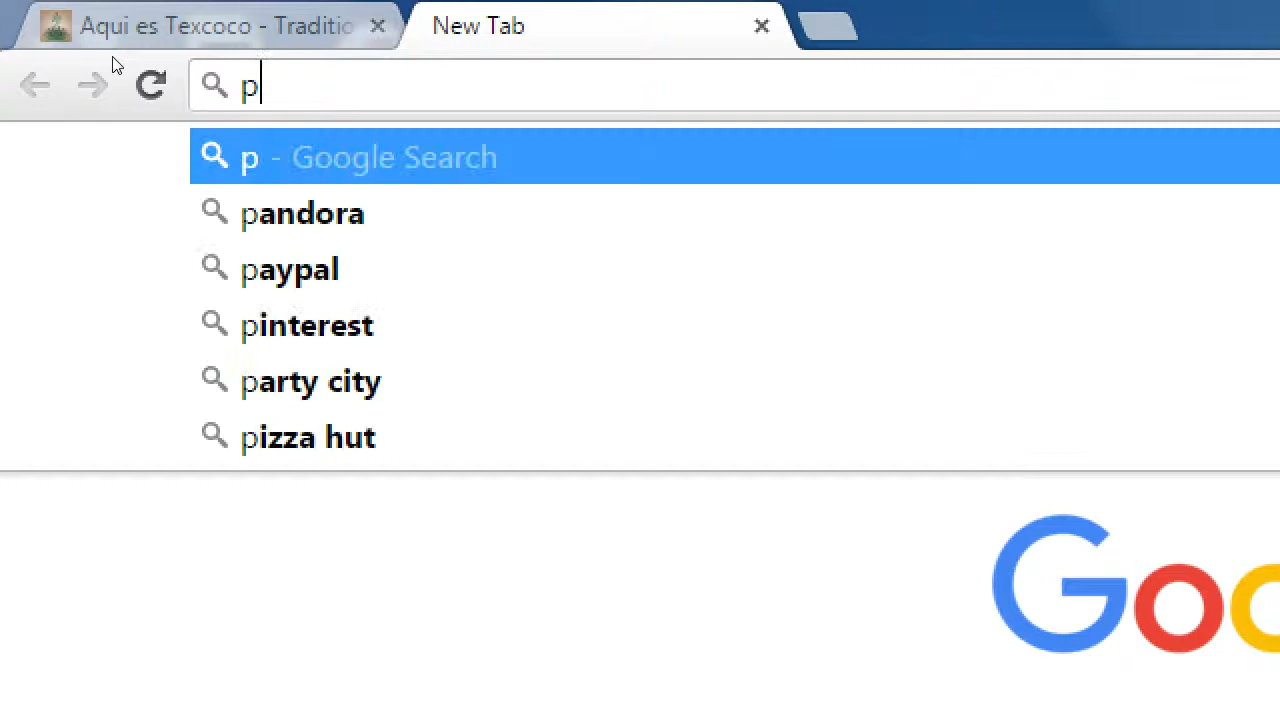 Aqui es Texcoco - Traditio
New Tab
p
p - Google Search
pandora
paypal
pinterest
party city
pizza hut
Goo